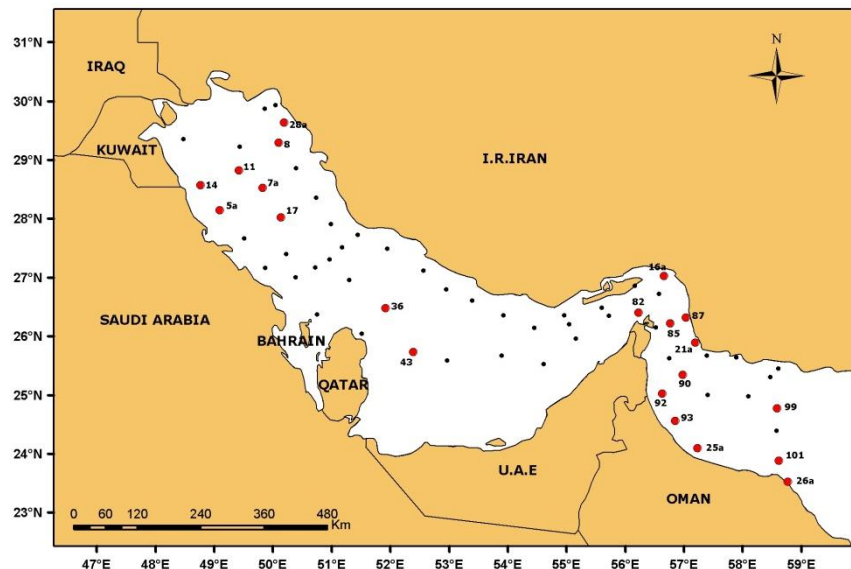 31°N
30°N
29°N
28°N
27°N
26°N
25°N
24°N
23°N
N
IRAQ
KUWAIT
I.R.IRAN
SAUDI ARABIA
BAHRAIN
QATAR
U.A.E
OMAN
28a
8
11
7a
14
5a
17
36
43
16a
82
87
85
21a
90
92
93
25a
99
101
26a
0 60 120 240 360 480
Km
47°E 48°E 49°E 50°E 51°E 52°E 53°E 54°E 55°E 56°E 57°E 58°E 59°E